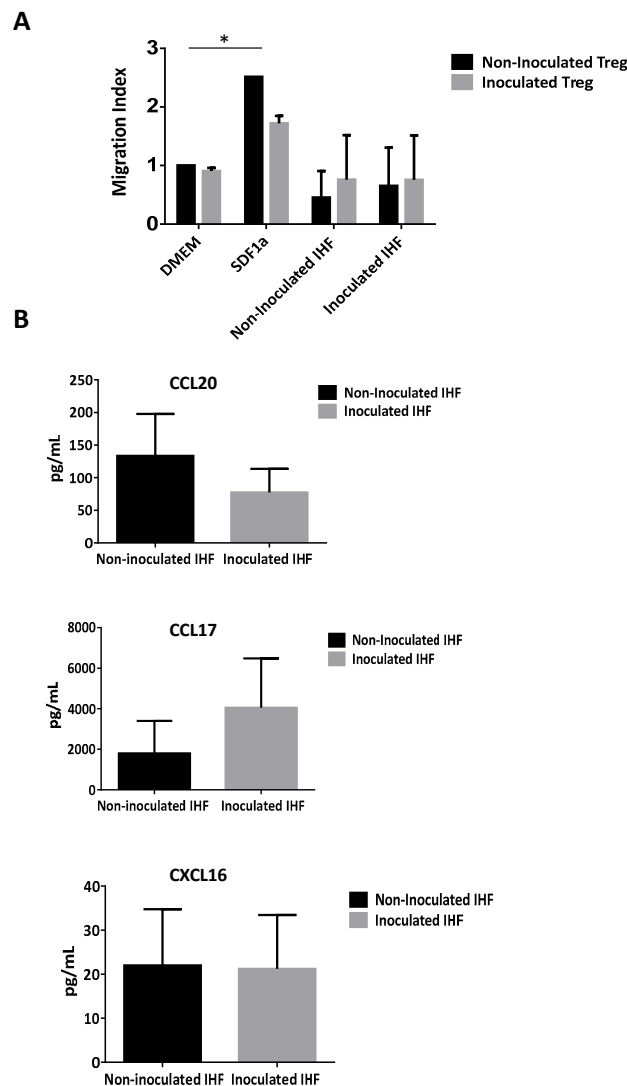 A
*
3
2
1
0
Migration Index
Non-Inoculated Treg
Inoculated Treg
DMEM
SDF1a
Non-Inoculated IHF
Inoculated IHF
B
CCL20
250
200
150
100
50
0
pg/mL
Non-Inoculated IHF
Inoculated IHF
Non-inoculated IHF
Inoculated IHF
CCL17
8000
6000
4000
2000
0
pg/mL
Non-Inoculated IHF
Inoculated IHF
Non-inoculated IHF
Inoculated IHF
CXCL16
40
30
20
10
0
pg/mL
Non-Inoculated IHF
Inoculated IHF
Non-inoculated IHF
Inoculated IHF